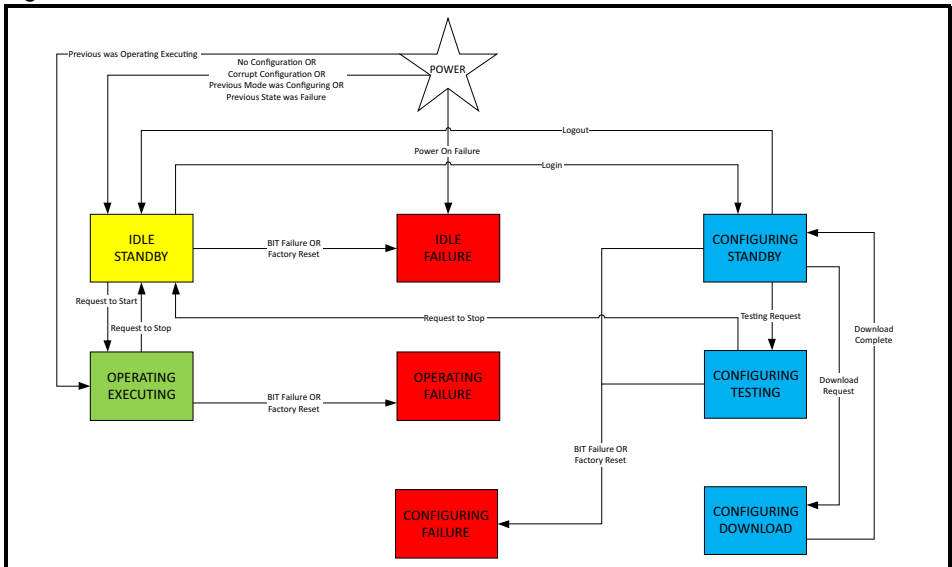 POWER
Previous was Operating Executing
No Configuration OR
Corrupt Configuration OR
Previous Mode was Configuring OR
Previous State was Failure
Logout
Power On Failure
Login
IDLE
STANDBY
BIT Failure OR
Factory Reset
IDLE
FAILURE
CONFIGURING
STANDBY
Request to Start
Request to Stop
Request to Stop
Testing Request
Download
Complete
OPERATING
EXECUTING
BIT Failure OR
Factory Reset
OPERATING
FAILURE
CONFIGURING
TESTING
Download
Request
BIT Failure OR
Factory Reset
CONFIGURING
FAILURE
CONFIGURING
DOWNLOAD